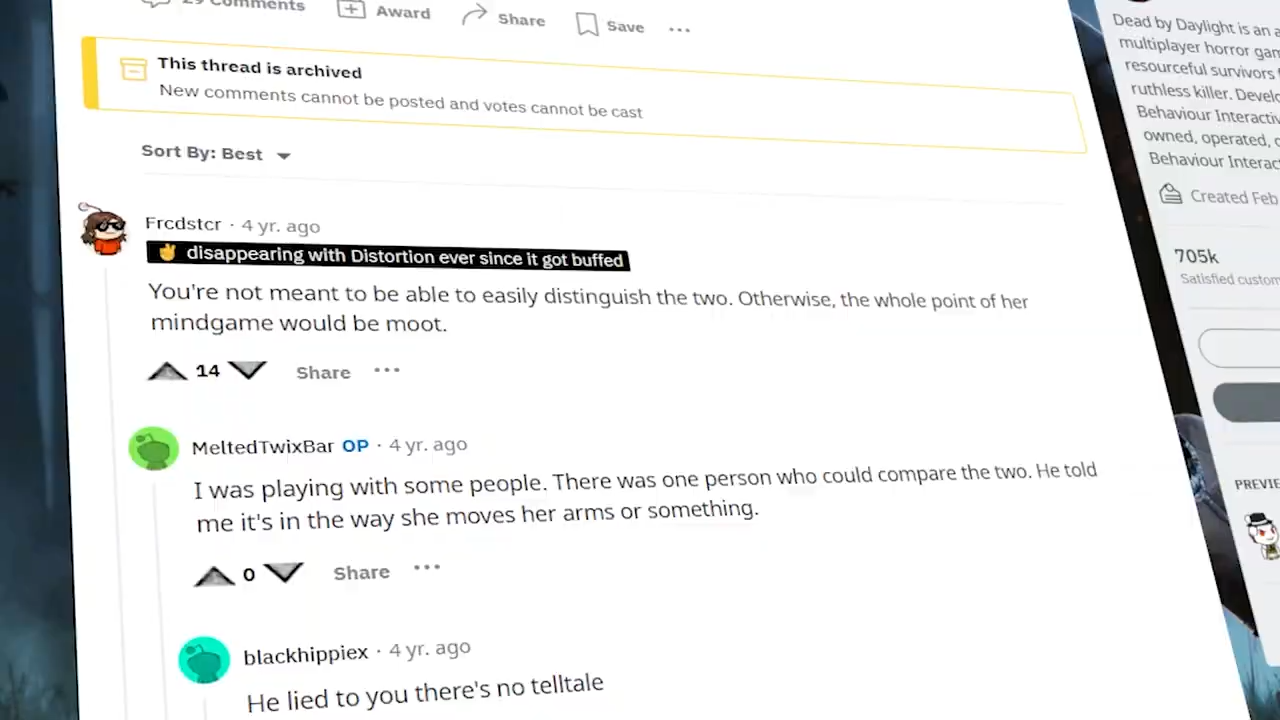 29 Comments
Award
Share
Save
This thread is archived
New comments cannot be posted and votes cannot be cast
Sort By: Best
Frcdstcr · 4 yr. ago
disappearing with Distortion ever since it got buffed
You're not meant to be able to easily distinguish the two. Otherwise, the whole point of her
mindgame would be moot.
14
Share
MeltedTwixBar OP · 4 yr. ago
I was playing with some people. There was one person who could compare the two. He told
me it's in the way she moves her arms or something.
0
Share
blackhippiex · 4 yr. ago
He lied to you there's no telltale
Dead by Daylight is an
multiplayer horror
resourceful survivors
ruthless killer.
Behaviour
owned, operated,
Behaviour
Created Feb
705k
Satisfied